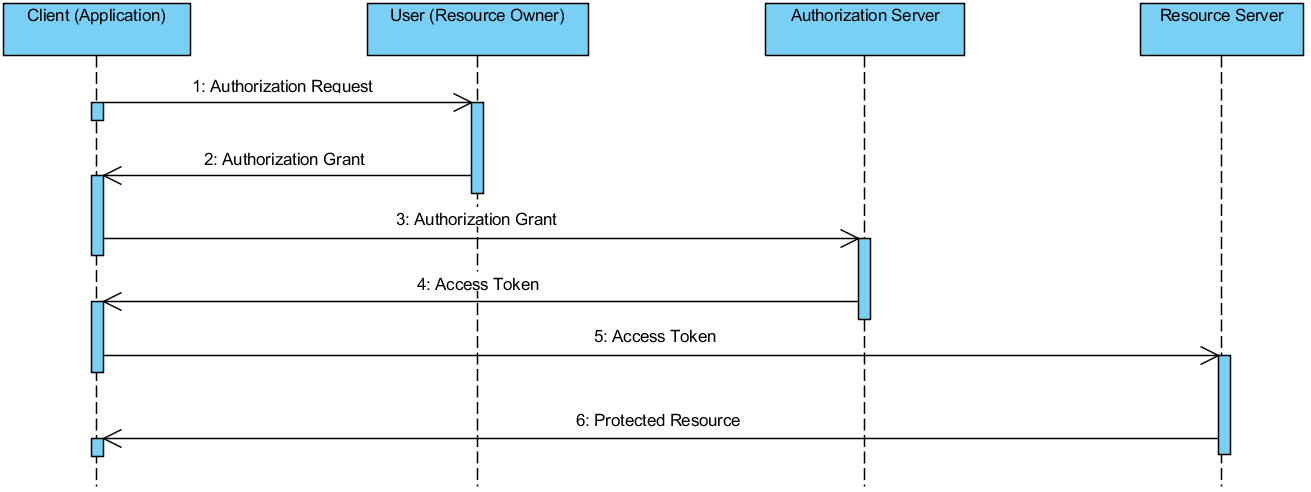 Client (Application)
User (Resource Owner)
Authorization Server
Resource Server
1: Authorization Request
2: Authorization Grant
3: Authorization Grant
4: Access Token
5: Access Token
6: Protected Resource